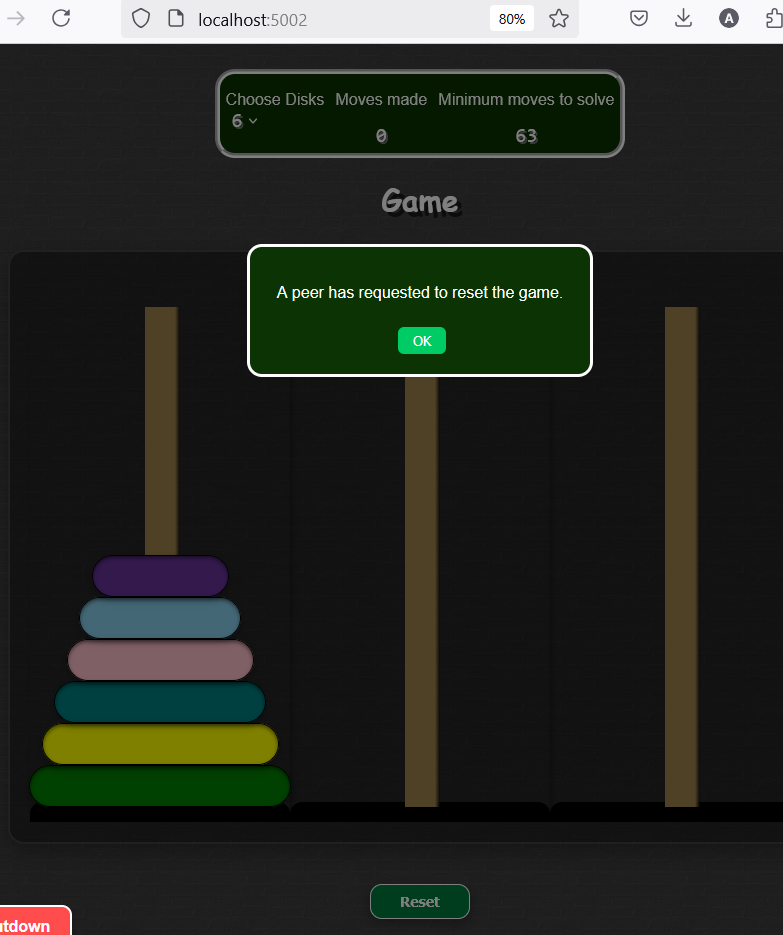 localhost:5002
80%
A
Choose Disks Moves made Minimum moves to solve
6
0
63
Game
A peer has requested to reset the game.
OK
Reset
utdown